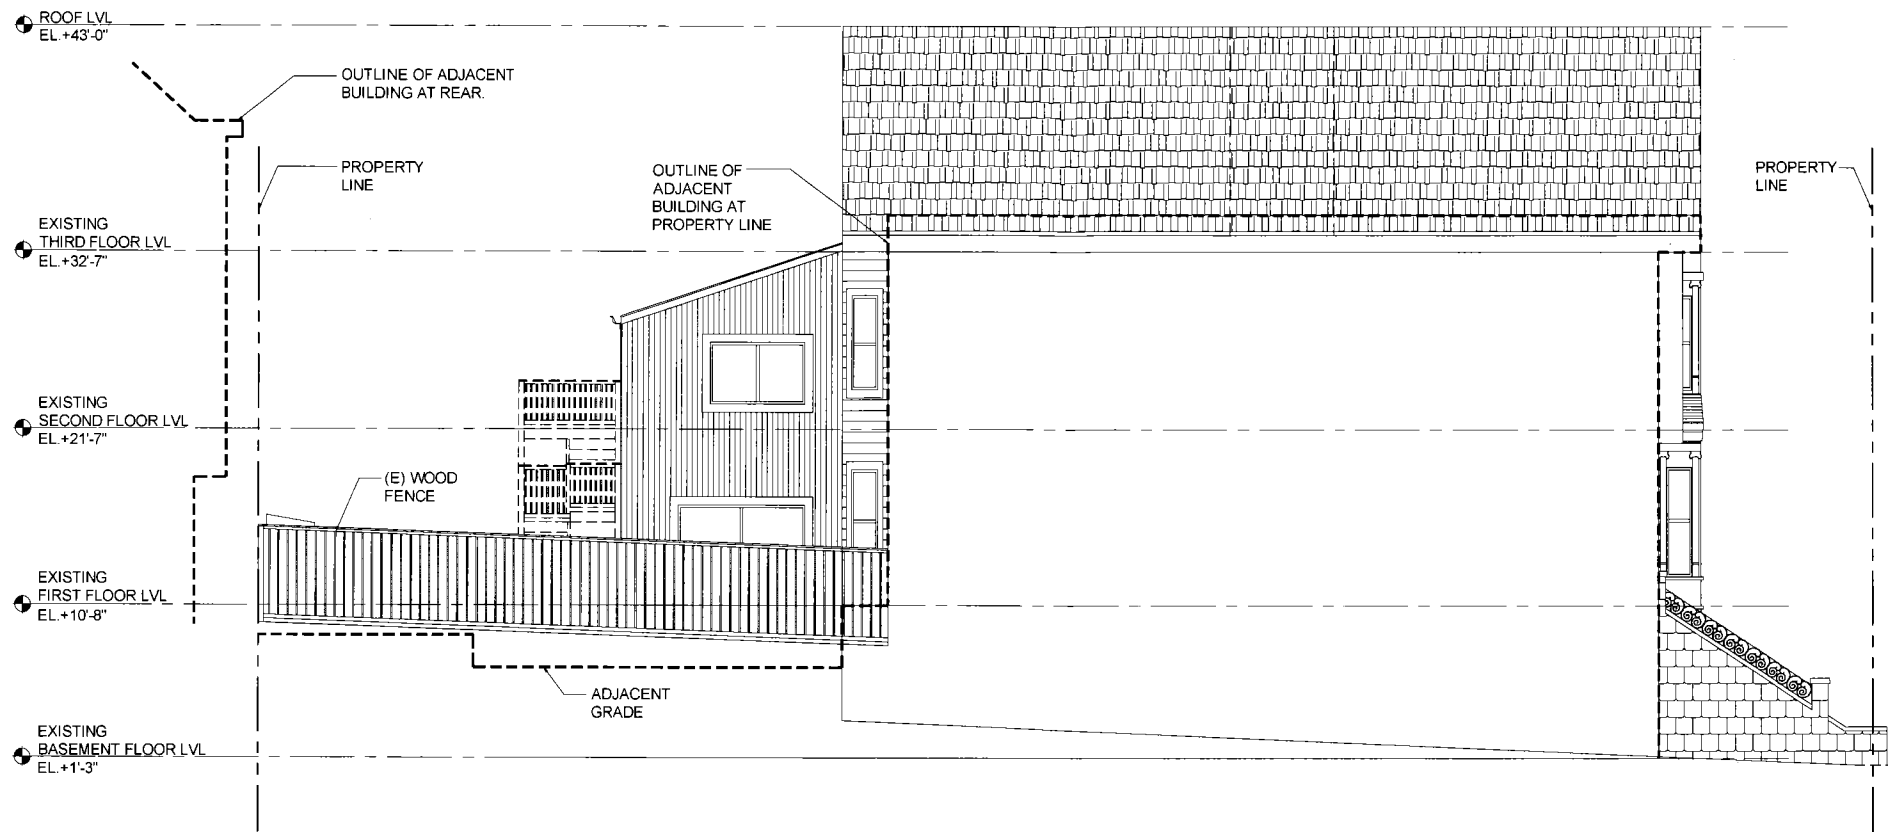 ROOF LVL
EL.+43'-0"
OUTLINE OF ADJACENT
BUILDING AT REAR.
PROPERTY
LINE
OUTLINE OF
ADJACENT
BUILDING AT
PROPERTY LINE
PROPERTY
LINE
EXISTING
THIRD FLOOR LVL
EL.+32'-7"
EXISTING
SECOND FLOOR LVL
EL.+21'-7"
(E) WOOD
FENCE
EXISTING
FIRST FLOOR LVL
EL.+10'-8"
ADJACENT
GRADE
EXISTING
BASEMENT FLOOR LVL
EL.+1'-3"